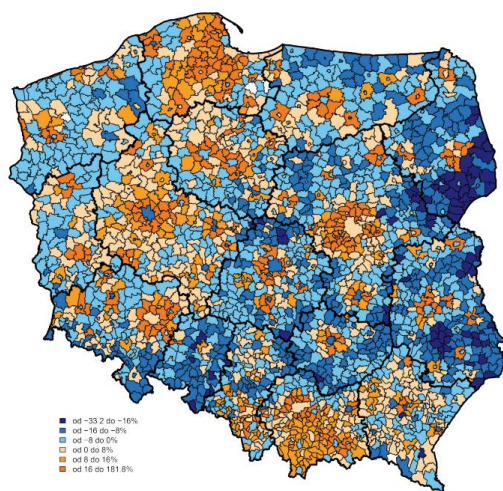 od −33.2 do −16%
od −16 do −8%
od −8 do 0%
od 0 do 8%
od 8 do 16%
od 16 do 181.8%